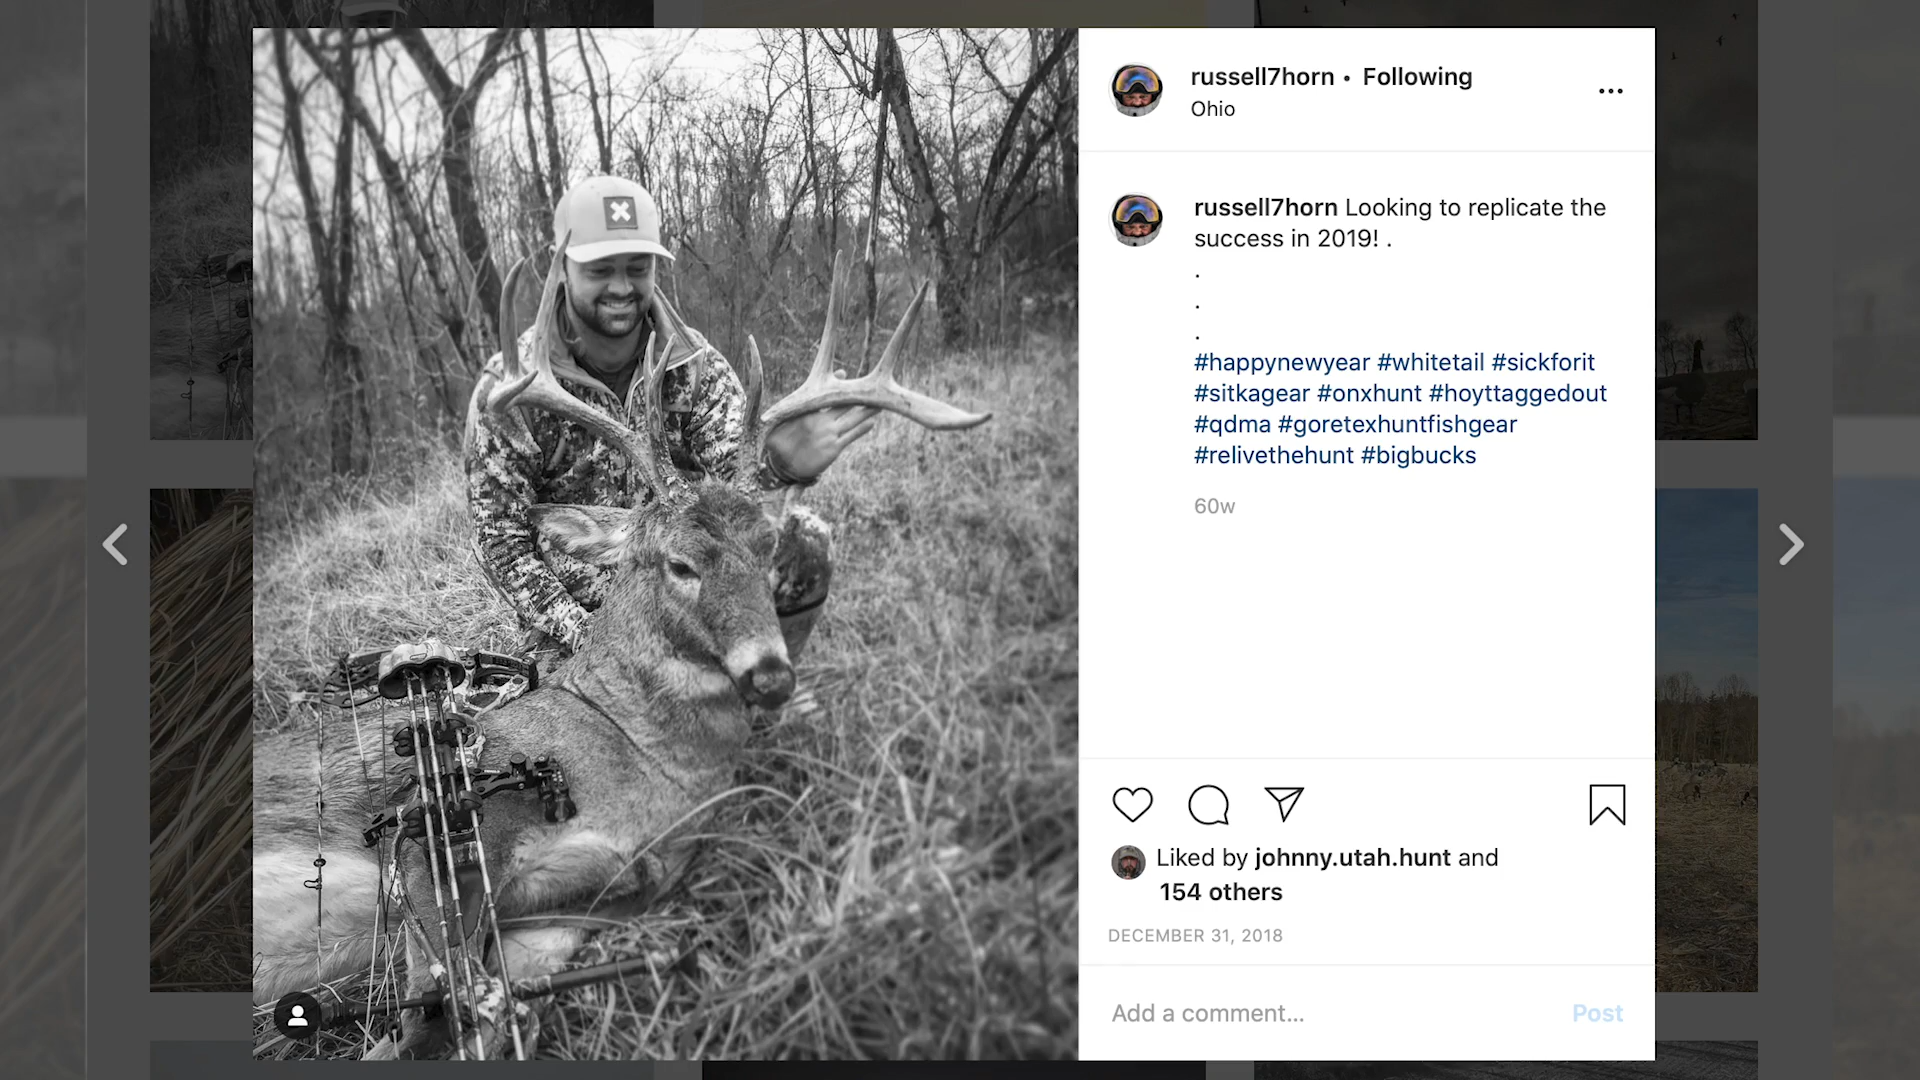 russell7horn • Following
Ohio
russell7horn Looking to replicate the
success in 2019! .
.
.
.
#happynewyear #whitetail #sickforit
#sitkagear #onxhunt #hoyttaggedout
#qdma #goretexhuntfishgear
#relivethehunt #bigbucks
60w
Liked by johnny.utah.hunt and
154 others
DECEMBER 31, 2018
Add a comment...
Post